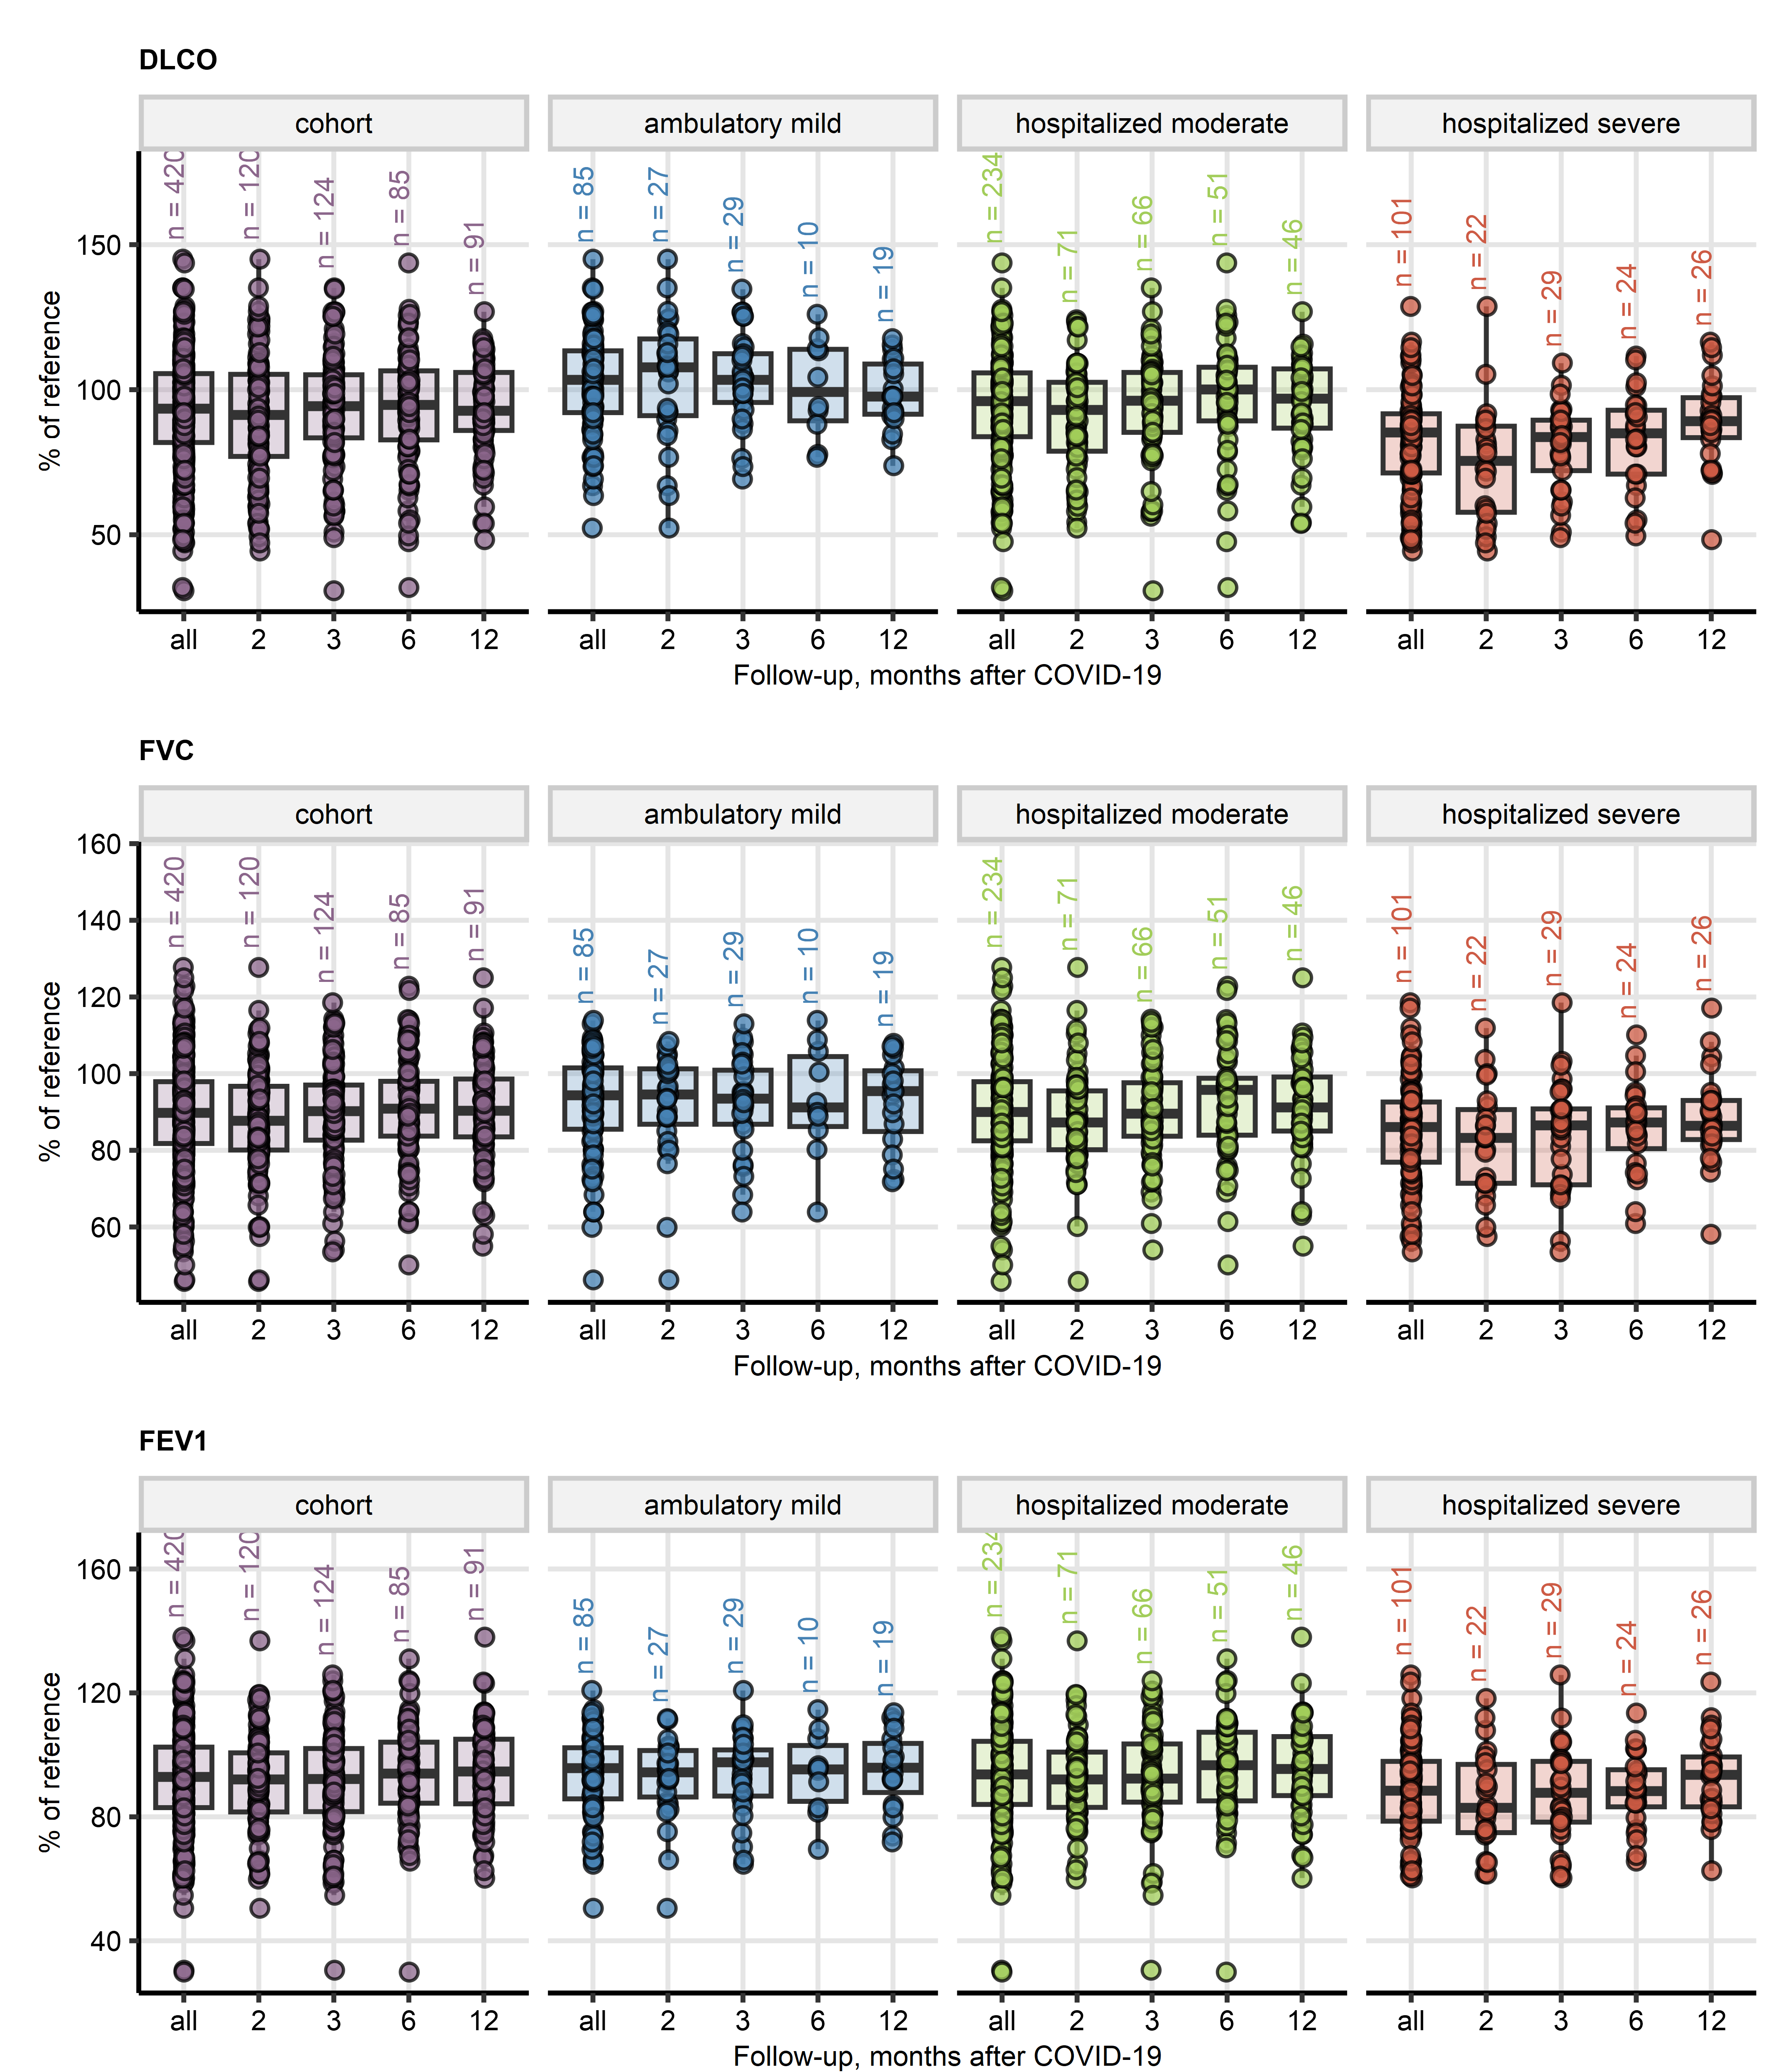 DLCO
cohort ambulatory mild hospitalized moderate hospitalized severe
n = 420 n = 120 n = 124 n = 85 n = 91 n = 85 n = 27 n = 29 n = 10 n = 19 n = 234 n = 71 n = 66 n = 51 n = 46 n = 101 n = 22 n = 29 n = 24 n = 26
% of reference
150
100
50
all 2 3 6 12 all 2 3 6 12 all 2 3 6 12 all 2 3 6 12
Follow-up, months after COVID-19
FVC
cohort ambulatory mild hospitalized moderate hospitalized severe
n = 420 n = 120 n = 124 n = 85 n = 91 n = 85 n = 27 n = 29 n = 10 n = 19 n = 234 n = 71 n = 66 n = 51 n = 46 n = 101 n = 22 n = 29 n = 24 n = 26
% of reference
160
140
120
100
80
60
all 2 3 6 12 all 2 3 6 12 all 2 3 6 12 all 2 3 6 12
Follow-up, months after COVID-19
FEV1
cohort ambulatory mild hospitalized moderate hospitalized severe
n = 420 n = 120 n = 124 n = 85 n = 91 n = 85 n = 27 n = 29 n = 10 n = 19 n = 234 n = 71 n = 66 n = 51 n = 46 n = 101 n = 22 n = 29 n = 24 n = 26
% of reference
160
120
80
40
all 2 3 6 12 all 2 3 6 12 all 2 3 6 12 all 2 3 6 12
Follow-up, months after COVID-19